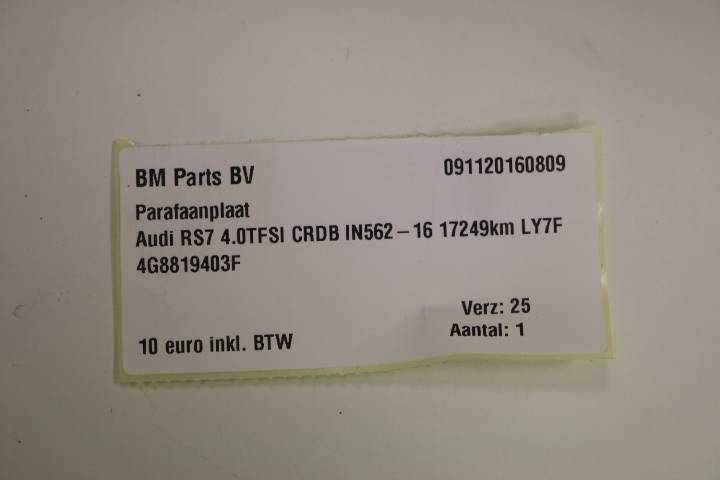 BM Parts BV 091120160809
Parafaanplaat
Audi RS7 4.0TFSI CRDB IN562-16 17249km LY7F
4G8819403F
Verz: 25
10 euro inkl. BTW Aantal: 1